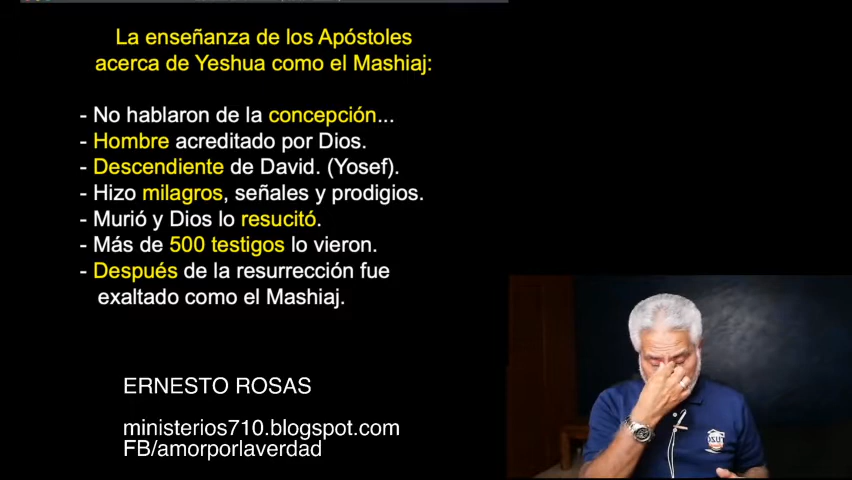 La enseñanza de los Apóstoles
acerca de Yeshua como el Mashiaj:
- No hablaron de la concepción...
- Hombre acreditado por Dios.
- Descendiente de David. (Yosef).
- Hizo milagros, señales y prodigios.
- Murió y Dios lo resucitó.
- Más de 500 testigos lo vieron.
- Después de la resurrección fue
exaltado como el Mashiaj.
ERNESTO ROSAS
ministerios710.blogspot.com
FB/amorporlaverdad